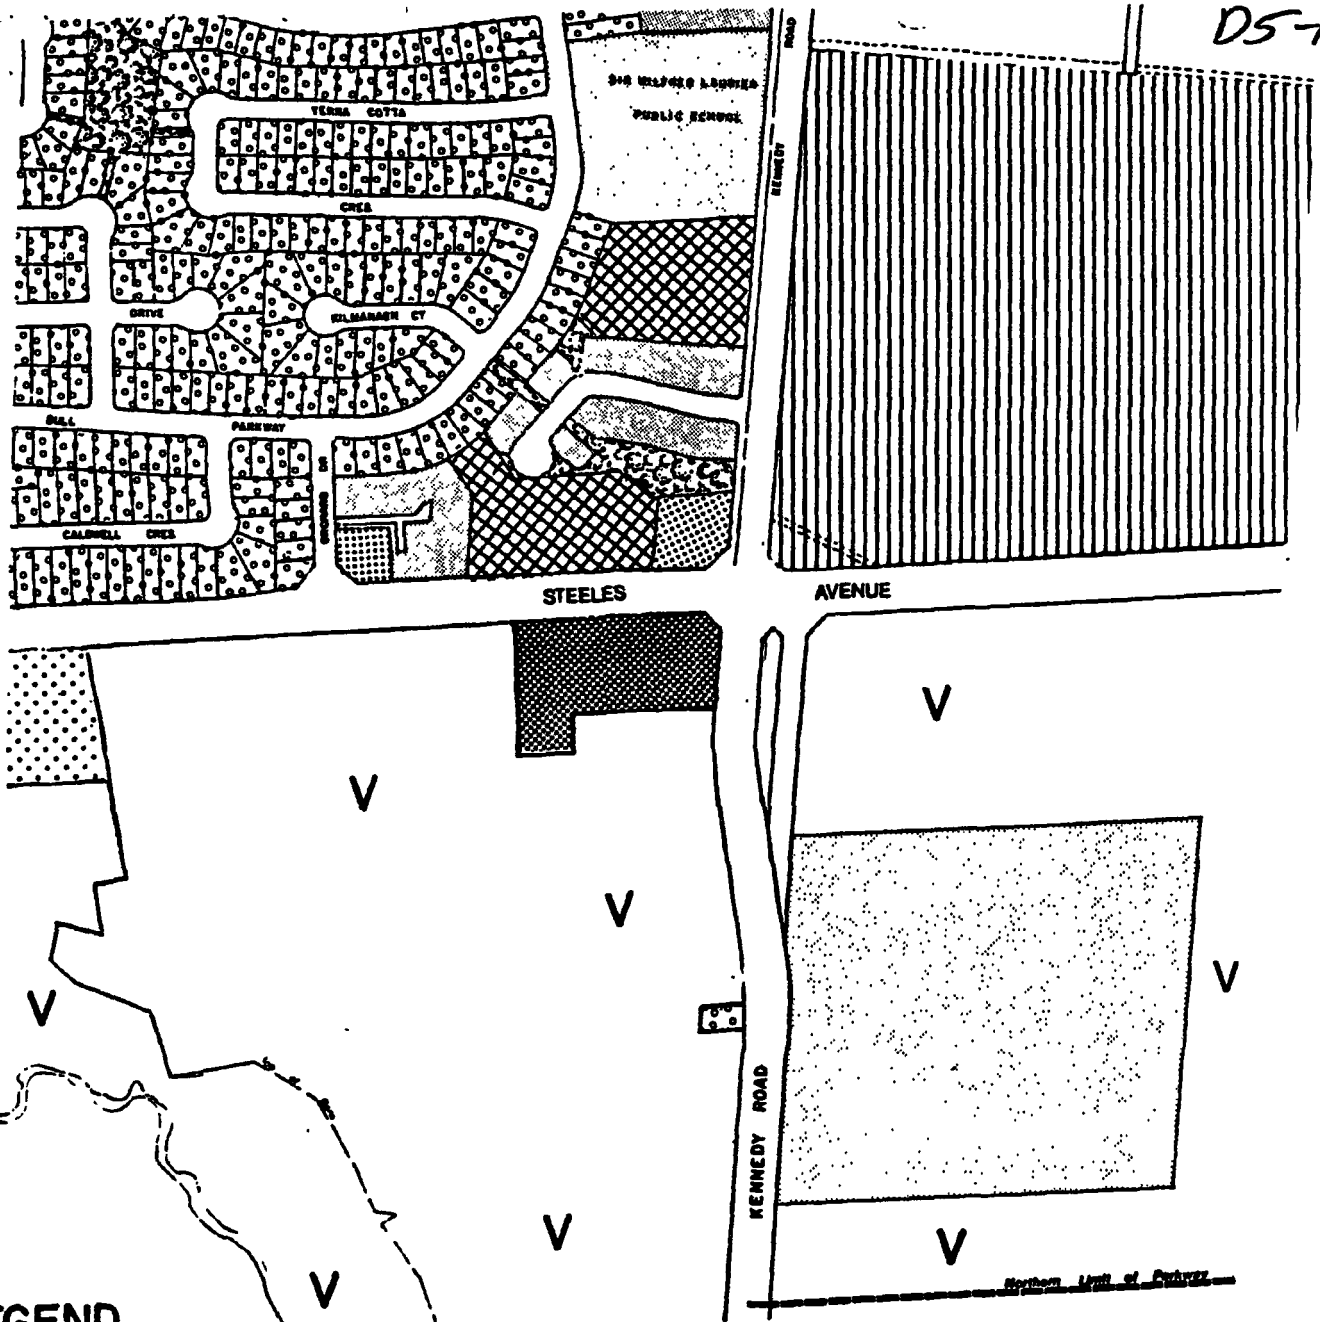 D5-
ROAD
SIR WILFRED LAURIER
PUBLIC SCHOOL
TERRA COTTA
KENNEDY
CRES
DRIVE
KILMANAGH CT
BULL
PARKWAY
DR
CALDWELL CRES
STEELES AVENUE
V
V
V
V
V
KENNEDY ROAD
V
V
V
Northern Limit of Parkway
GEND